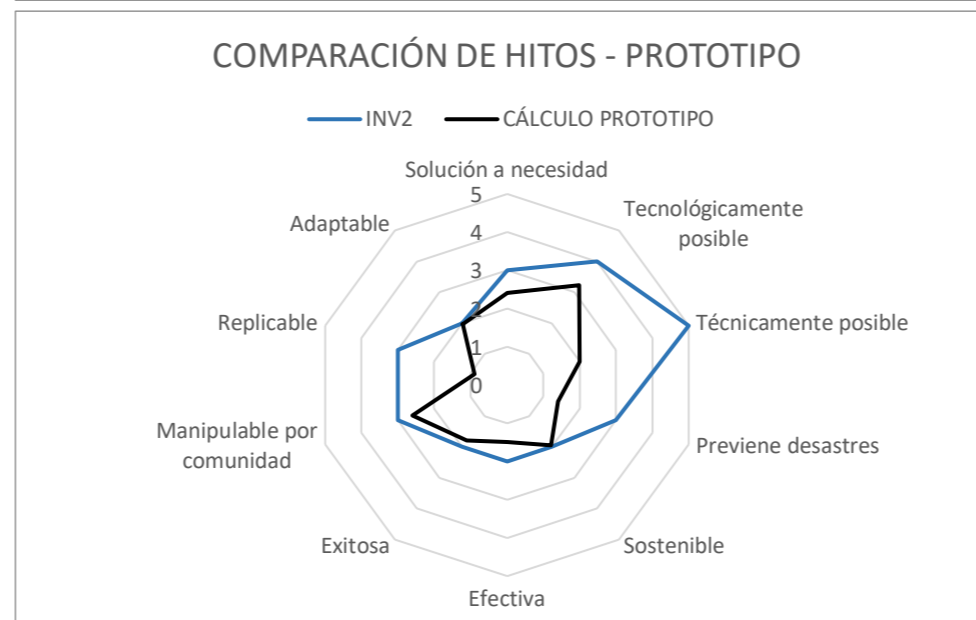 COMPARACIÓN DE HITOS - PROTOTIPO
INV2 CÁLCULO PROTOTIPO
Solución a necesidad
Tecnológicamente
posible
Técnicamente posible
Previene desastres
Sostenible
Efectiva
Exitosa
Manipulable por
comunidad
Replicable
Adaptable
5
4
3
2
1
0